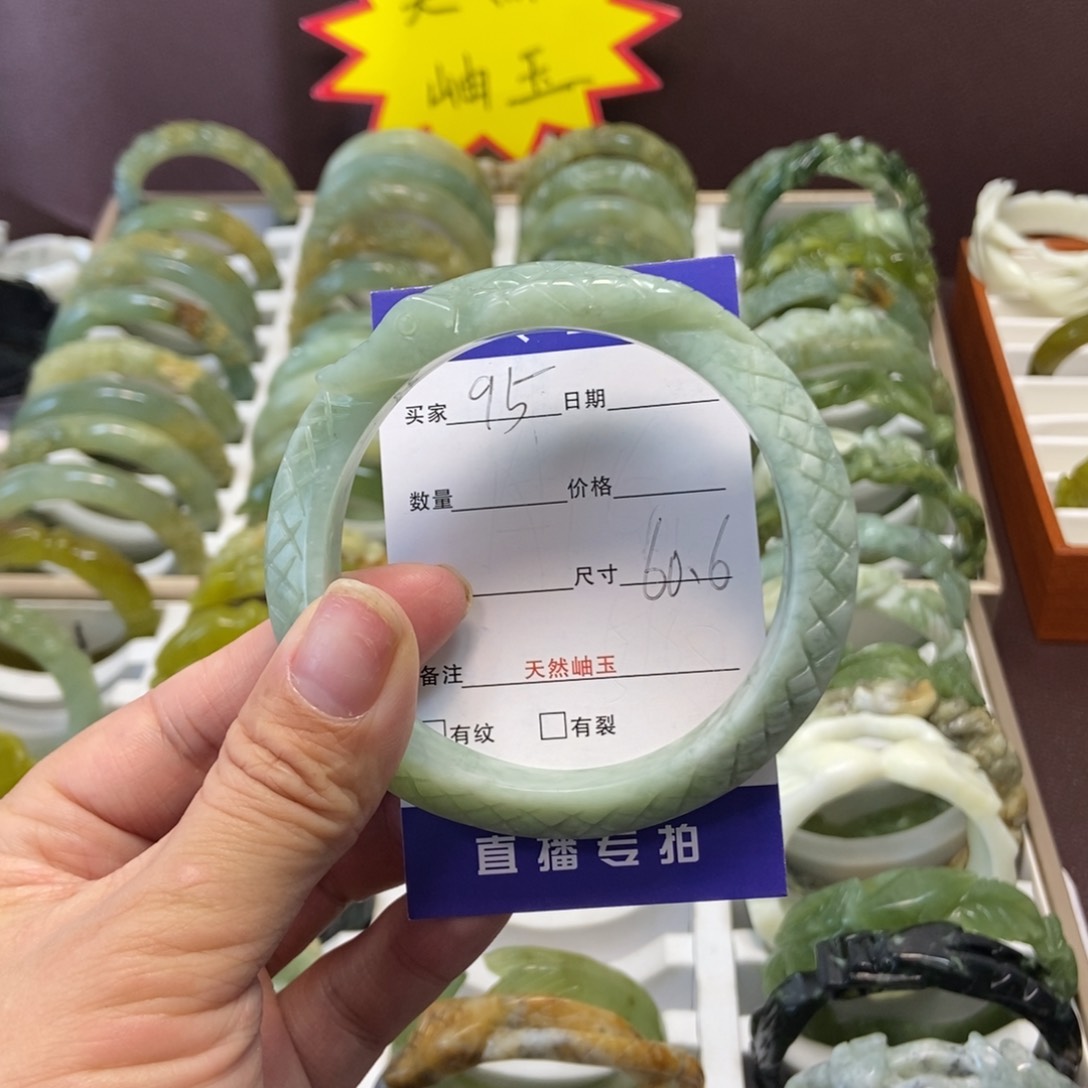 岫玉
买家 95 日期
数量 价格
尺寸 60.6
备注 天然岫玉
□有纹 □有裂
直播专拍